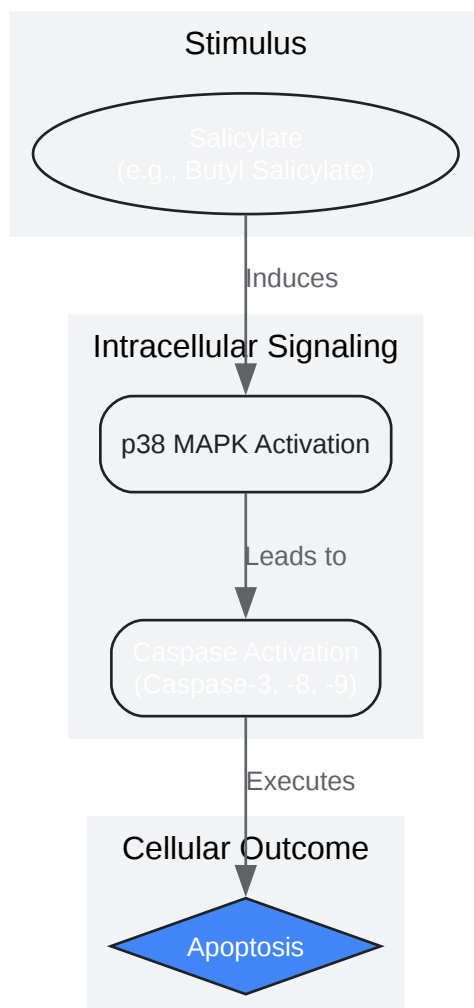 Stimulus
Salicylate
(e.g., Butyl Salicylate)
Induces
Intracellular Signaling
p38 MAPK Activation
Leads to
Caspase Activation
(Caspase-3, -8, -9)
Executes
Cellular Outcome
Apoptosis